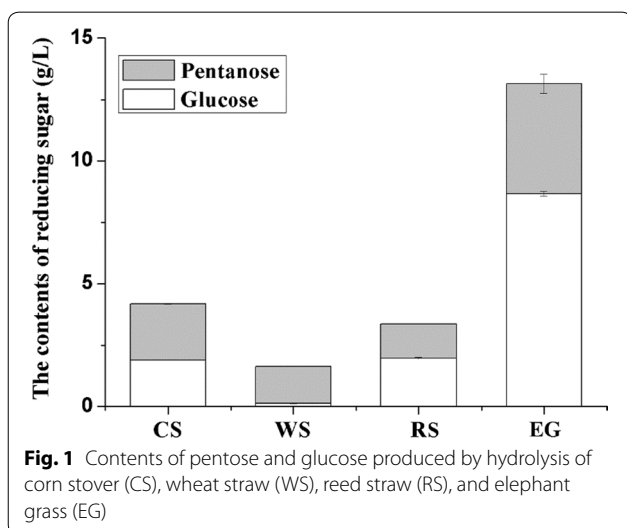 15
10
5
0
The contents of reducing sugar (g/L)
Pentanose
Glucose
CS WS RS EG
Fig. 1 Contents of pentose and glucose produced by hydrolysis of
corn stover (CS), wheat straw (WS), reed straw (RS), and elephant
grass (EG)